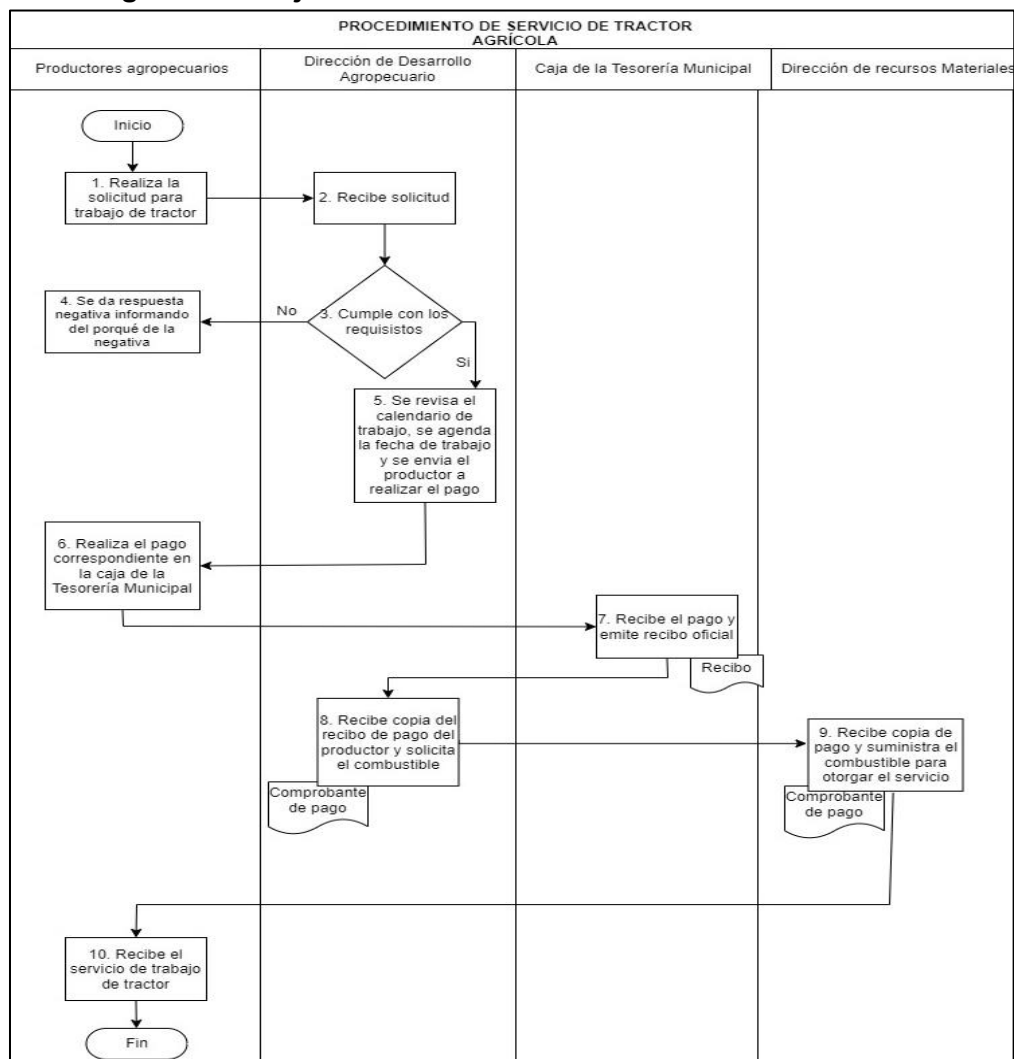 PROCEDIMIENTO DE SERVICIO DE TRACTOR
AGRÍCOLA
Productores agropecuarios
Dirección de Desarrollo
Agropecuario
Caja de la Tesorería Municipal
Dirección de recursos Materiales
Inicio
1. Realiza la
solicitud para
trabajo de tractor
2. Recibe solicitud
3. Cumple con los
requisistos
No
Si
4. Se da respuesta
negativa informando
del porqué de la
negativa
5. Se revisa el
calendario de
trabajo, se agenda
la fecha de trabajo
y se envia el
productor a
realizar el pago
6. Realiza el pago
correspondiente en
la caja de la
Tesorería Municipal
7. Recibe el pago y
emite recibo oficial
Recibo
8. Recibe copia del
recibo de pago del
productor y solicita
el combustible
Comprobante
de pago
9. Recibe copia de
pago y suministra el
combustible para
otorgar el servicio
Comprobante
de pago
10. Recibe el
servicio de trabajo
de tractor
Fin